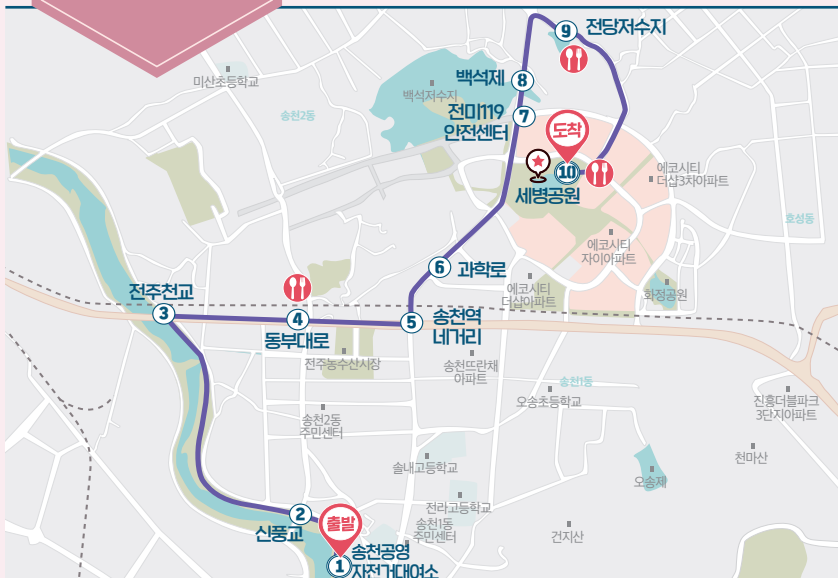 9 전당저수지
백석제 8
미산초등학교
백석저수지
송천2동
전미119
안전센터
7
도착
10
세병공원
에코시티
더샵3차아파트
호성동
에코시티
자이아파트
6 과학로
에코시티
더샵아파트
화정공원
전주천교
3
4
동부대로
5
송천역
네거리
전주농수산시장
송천뜨란채
아파트
송천1동
오송초등학교
진흥더블파크
3단지아파트
송천2동
주민센터
천마산
솔내고등학교
오송제
전라고등학교
2
신풍교
출발
송천1동
주민센터
건지산
1
송천공영
자전거대여소